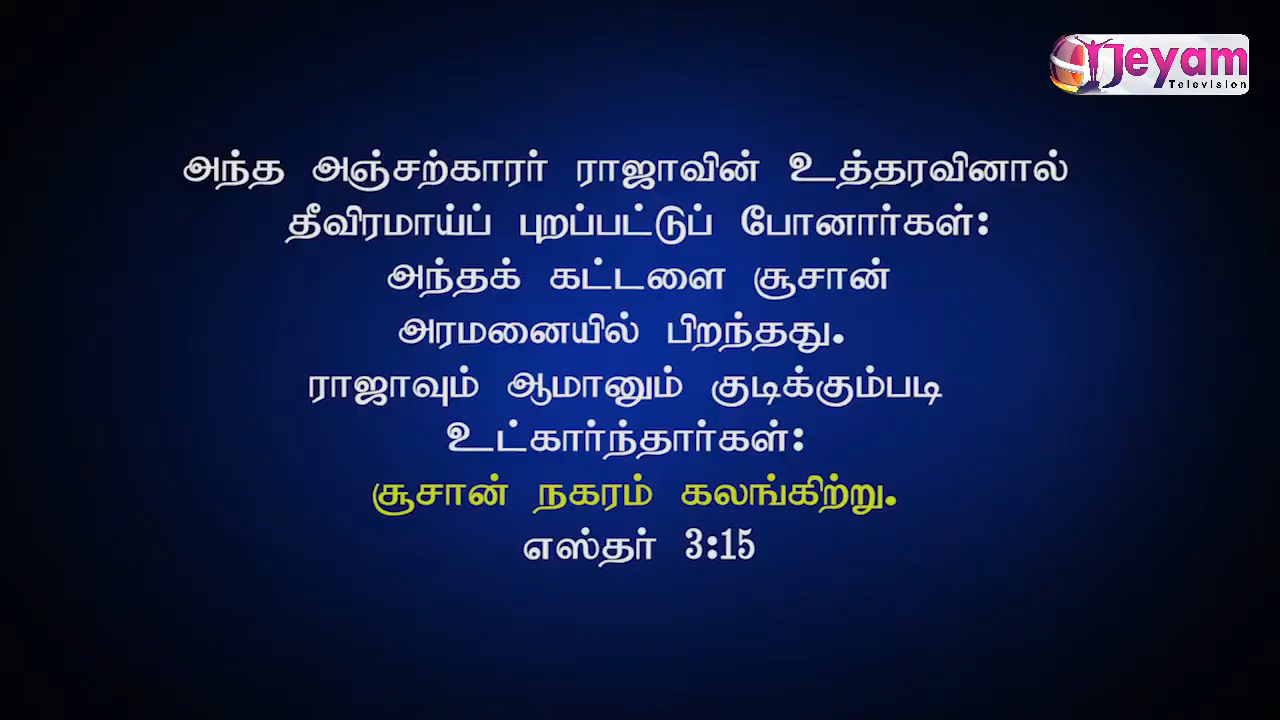 Jeyam
Television
அந்த அஞ்சற்காரர் ராஜாவின் உத்தரவினால்
தீவிரமாய்ப் புறப்பட்டுப் போனார்கள்:
அந்தக் கட்டளை சூசான்
அரமனையில் பிறந்தது.
ராஜாவும் ஆமானும் குடிக்கும்படி
உட்கார்ந்தார்கள்:
சூசான் நகரம் கலங்கிற்று.
எஸ்தர் 3:15